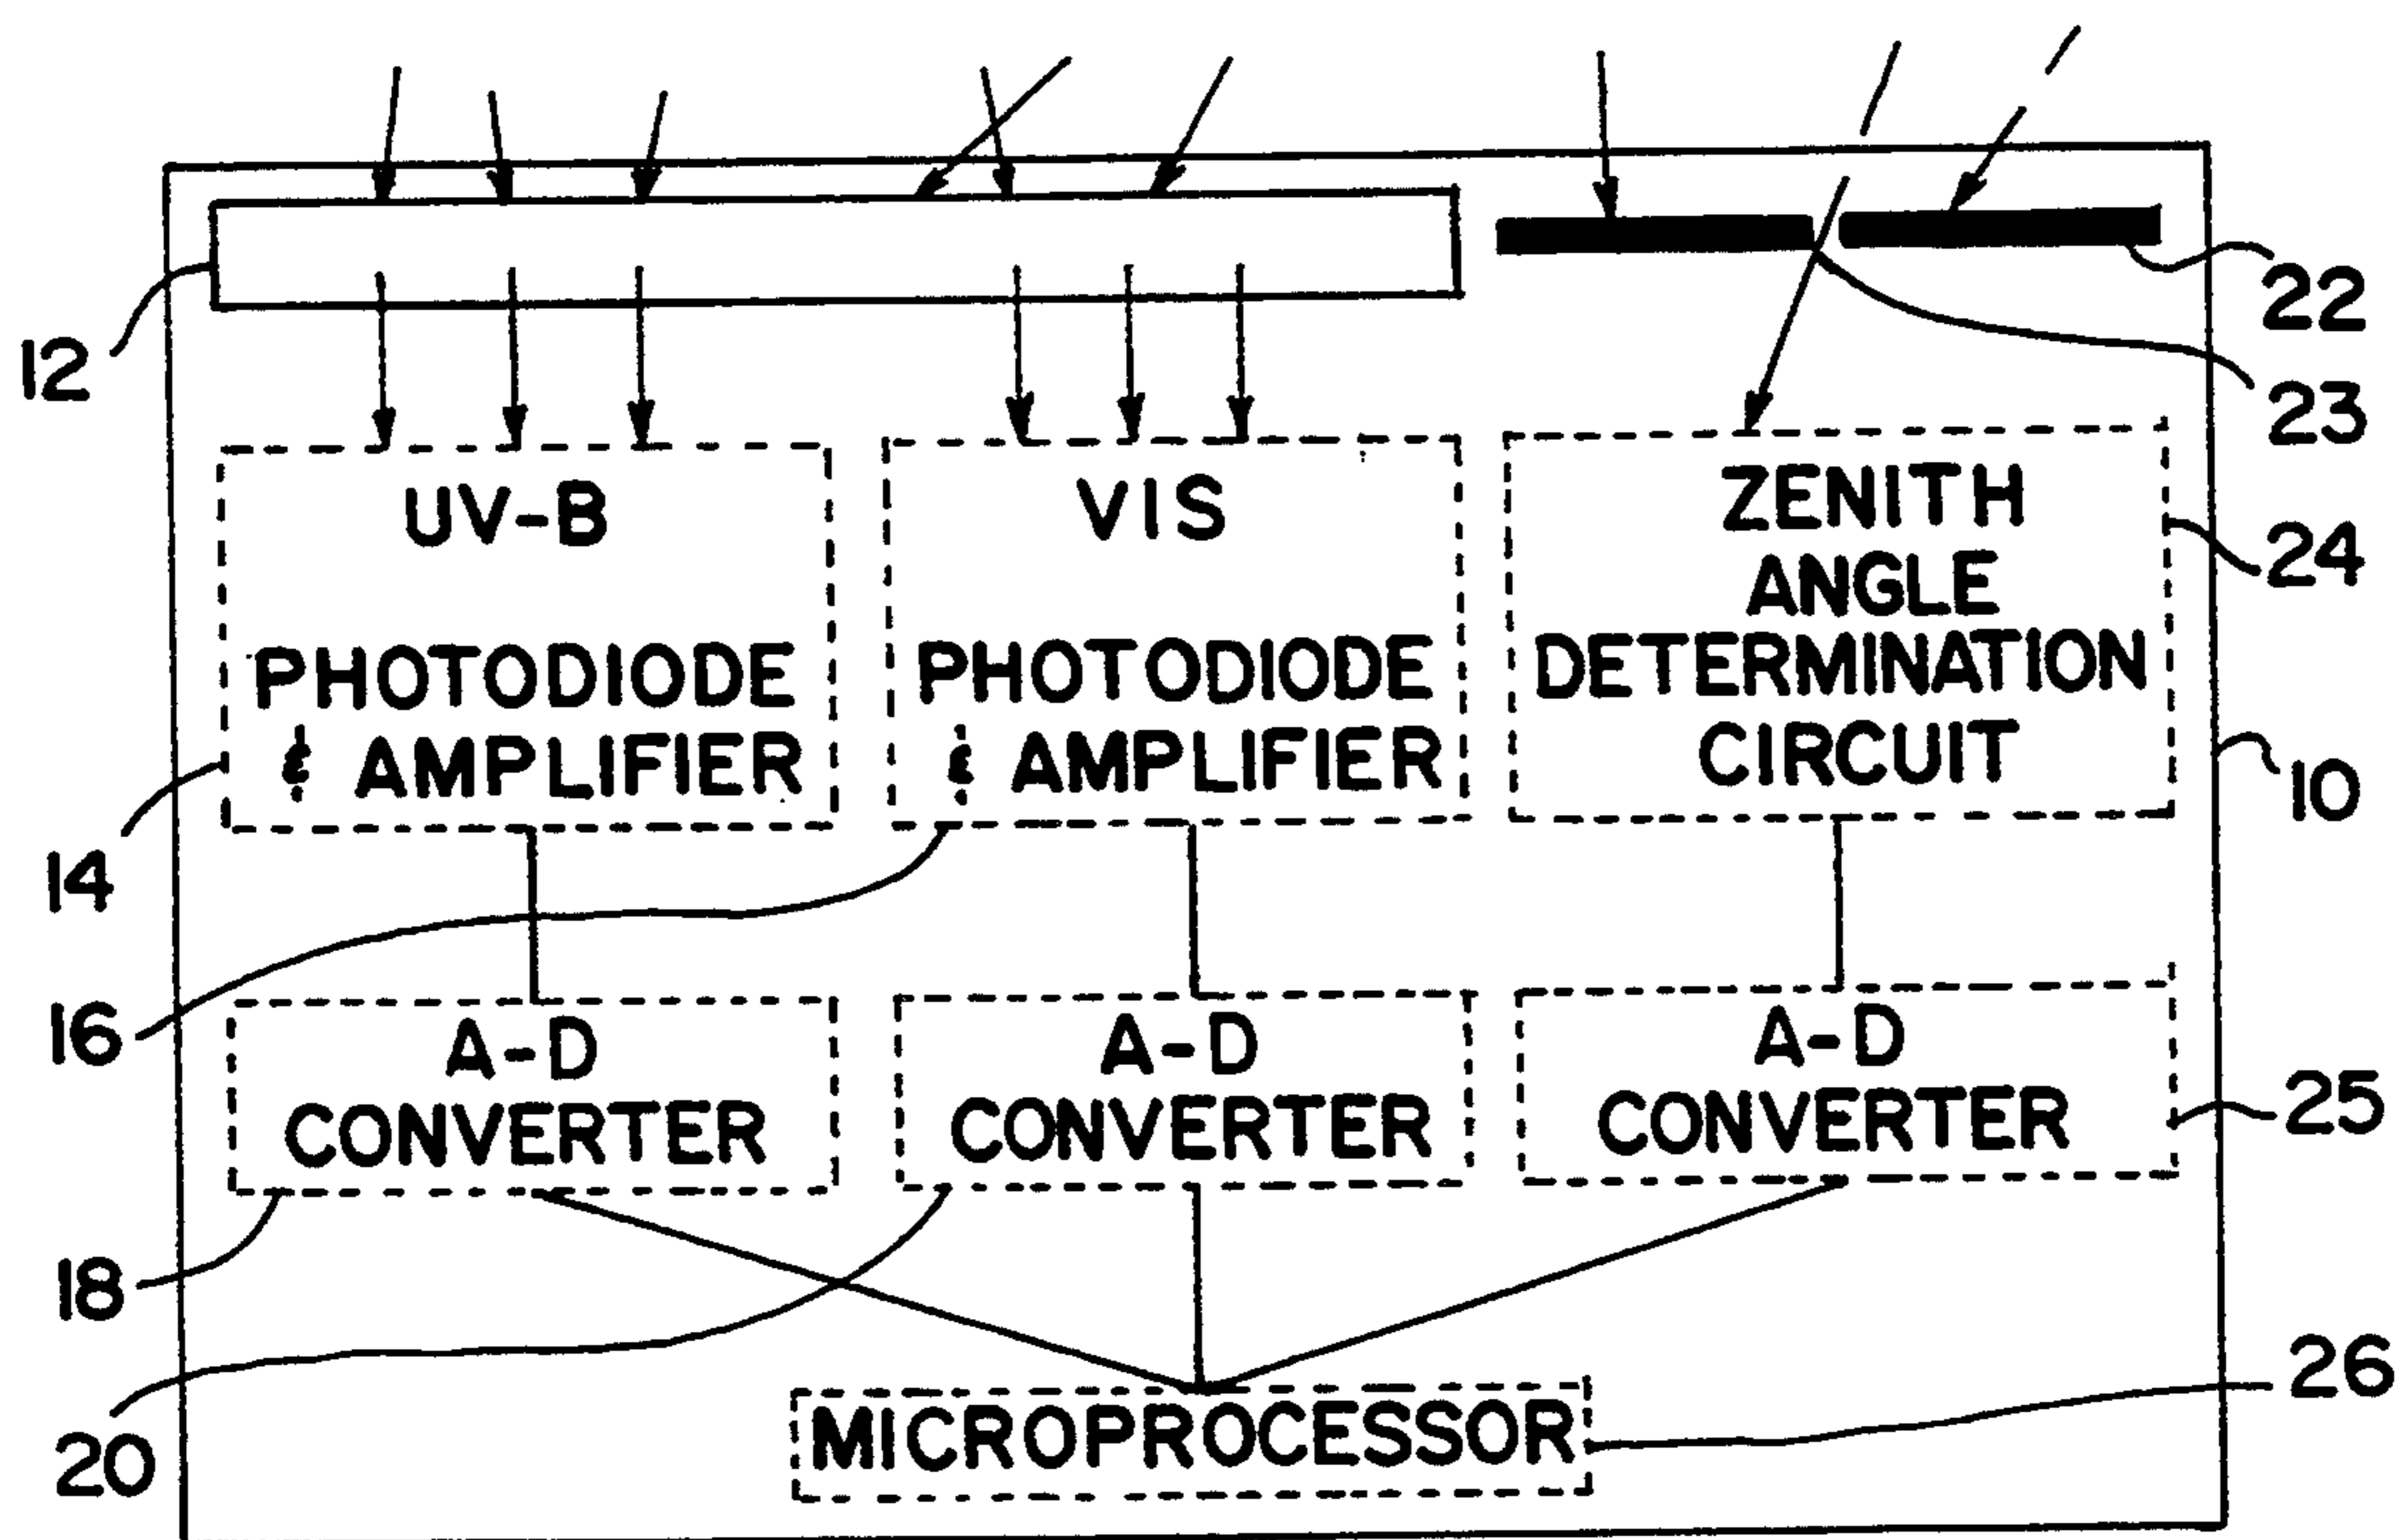 22
12
23
UV-B
PHOTODIODE
& AMPLIFIER
VIS
PHOTODIODE
& AMPLIFIER
ZENITH
ANGLE
DETERMINATION
CIRCUIT
24
10
14
16
A-D
CONVERTER
A-D
CONVERTER
A-D
CONVERTER
25
18
20
MICROPROCESSOR
26